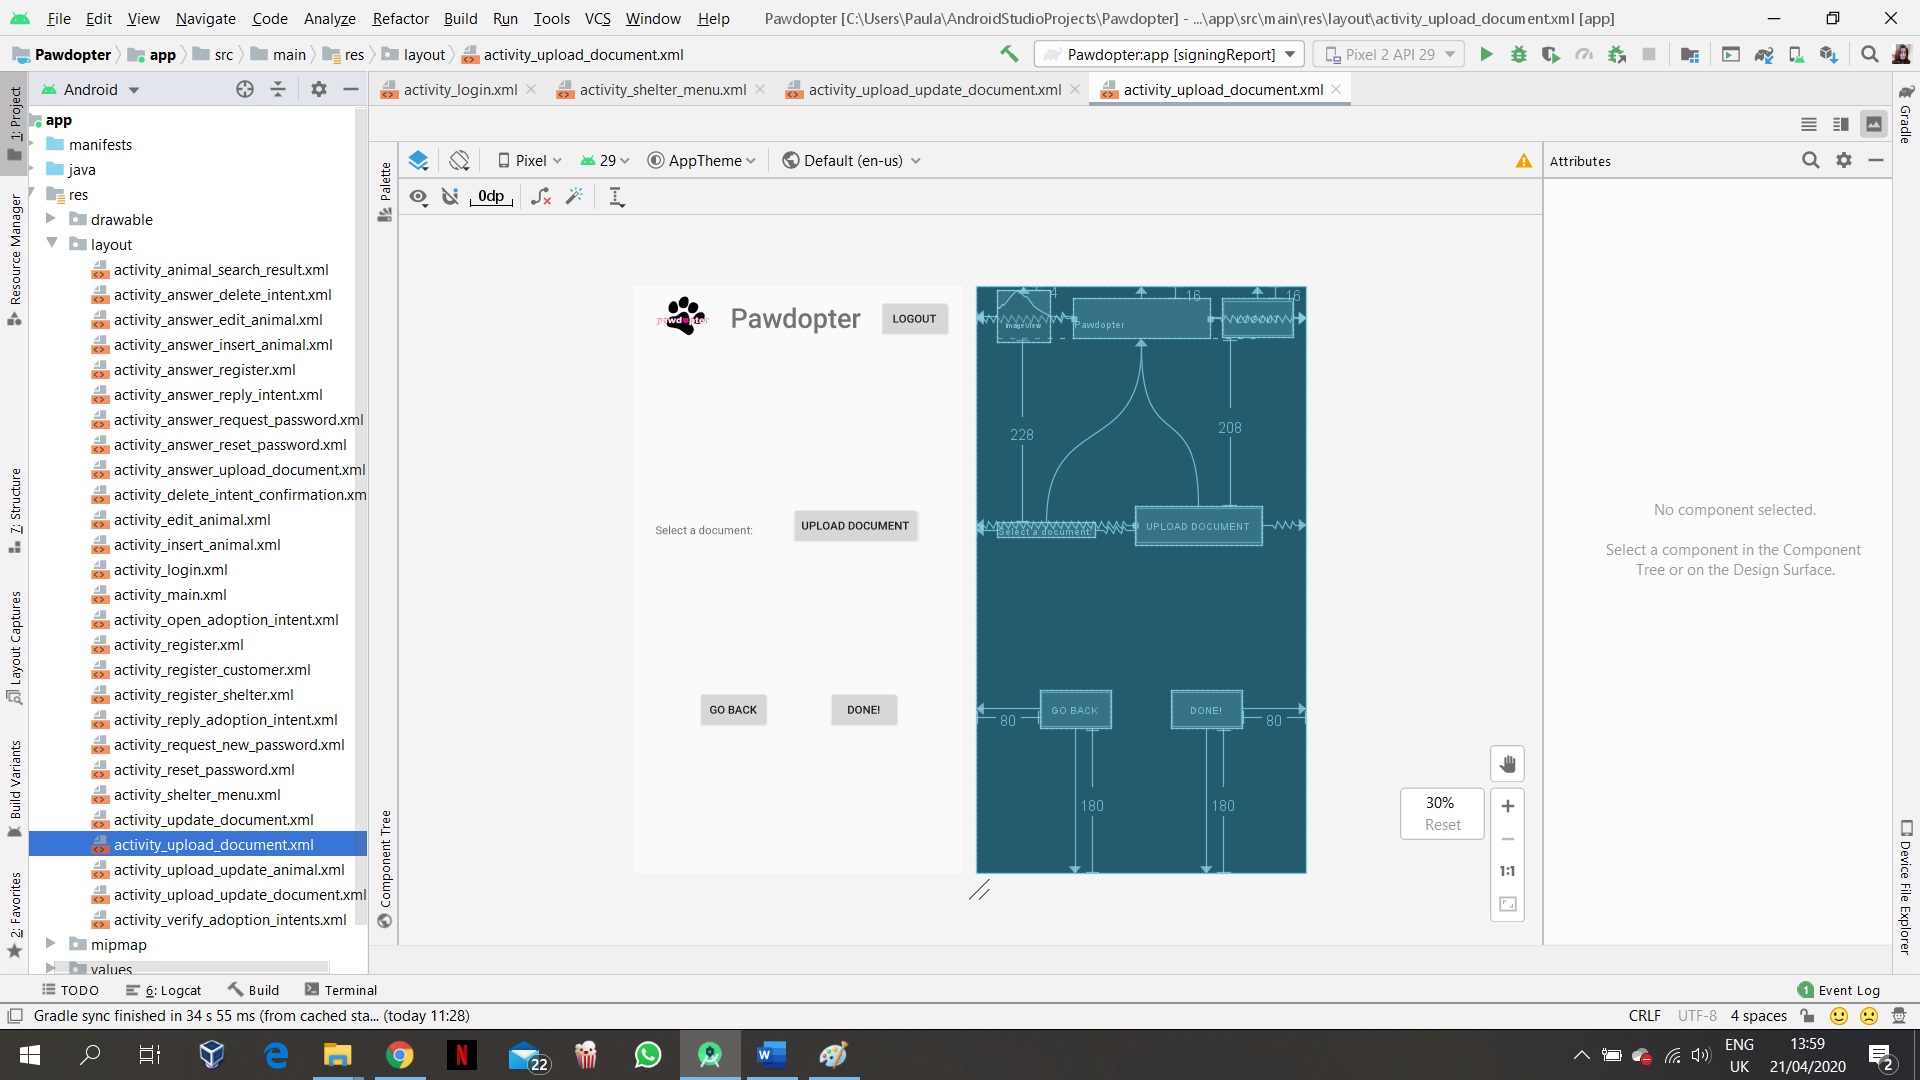 File Edit View Navigate Code Analyze Refactor Build Run Tools VCS Window Help Pawdopter [C:\Users\Paula\AndroidStudioProjects\Pawdopter] - ...\app\src\main\res\layout\activity_upload_document.xml [app]
Pawdopter app src main res layout activity_upload_document.xml Pawdopter:app [signingReport] Pixel 2 API 29
1: Project
Resource Manager
7: Structure
Layout Captures
Build Variants
2: Favorites
Android
activity_login.xml activity_shelter_menu.xml activity_upload_update_document.xml activity_upload_document.xml
app
manifests
java
res
drawable
layout
activity_animal_search_result.xml
activity_answer_delete_intent.xml
activity_answer_edit_animal.xml
activity_answer_insert_animal.xml
activity_answer_register.xml
activity_answer_reply_intent.xml
activity_answer_request_password.xml
activity_answer_reset_password.xml
activity_answer_upload_document.xml
activity_delete_intent_confirmation.xm
activity_edit_animal.xml
activity_insert_animal.xml
activity_login.xml
activity_main.xml
activity_open_adoption_intent.xml
activity_register.xml
activity_register_customer.xml
activity_register_shelter.xml
activity_reply_adoption_intent.xml
activity_request_new_password.xml
activity_reset_password.xml
activity_shelter_menu.xml
activity_update_document.xml
activity_upload_document.xml
activity_upload_update_animal.xml
activity_upload_update_document.xml
activity_verify_adoption_intents.xml
mipmap
values
Palette
Component Tree
Pixel 29 AppTheme Default (en-us)
0dp
pawdopter Pawdopter LOGOUT
Select a document: UPLOAD DOCUMENT
GO BACK DONE!
4 16 16
ImageView Pawdopter LOGOUT
228 208
Select a document: UPLOAD DOCUMENT
GO BACK DONE!
80 80
180 180
30%
Reset
1:1
Attributes
No component selected.
Select a component in the Component
Tree or on the Design Surface.
Gradle
Device File Explorer
TODO 6: Logcat Build Terminal Event Log
1
Gradle sync finished in 34 s 55 ms (from cached sta... (today 11:28) CRLF UTF-8 4 spaces
22 ENG 13:59
UK 21/04/2020 2